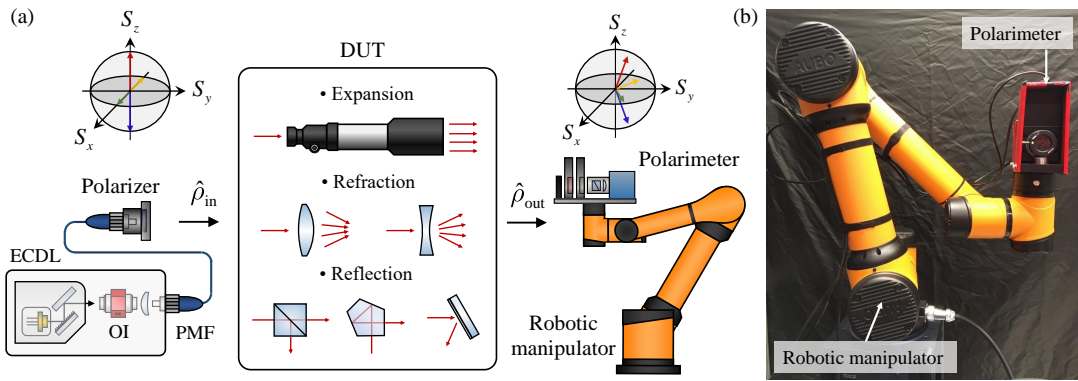 (a)
S_z
S_y
S_x
Polarizer
ρ̂_in
ECDL
OI
PMF
DUT
• Expansion
• Refraction
• Reflection
ρ̂_out
S_z
S_y
S_x
Polarimeter
Robotic
manipulator
(b)
AUBO
Polarimeter
Robotic manipulator